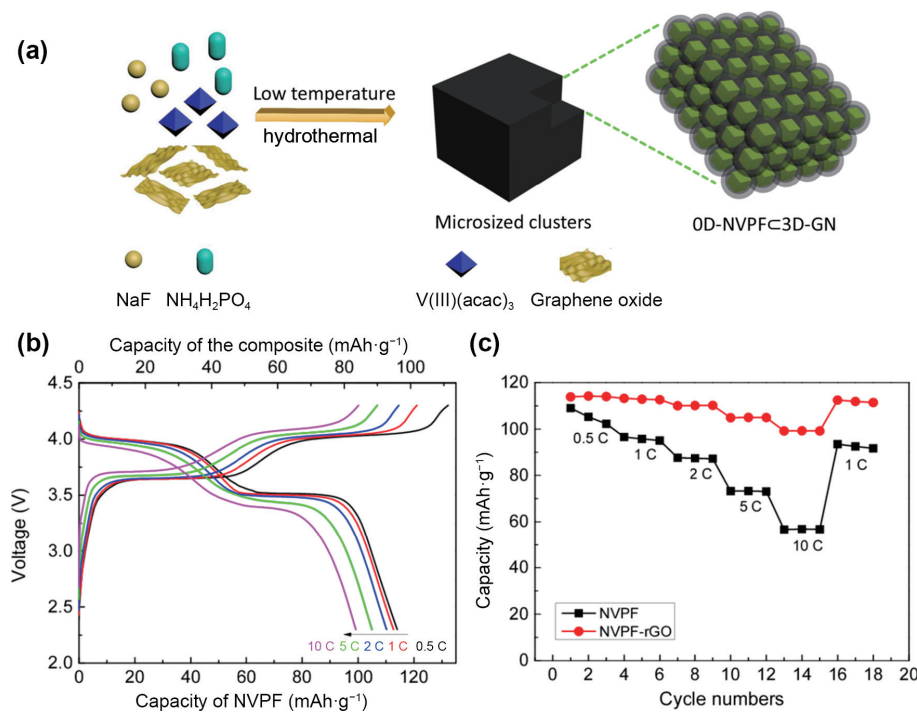 (a)
Low temperature
hydrothermal
Microsized clusters
0D-NVPF⊂3D-GN
NaF
NH₄H₂PO₄
V(III)(acac)₃
Graphene oxide
(b)
Capacity of the composite (mAh·g⁻¹)
0 20 40 60 80 100
4.5
4.0
3.5
3.0
2.5
2.0
Voltage (V)
10 C 5 C 2 C 1 C 0.5 C
0 20 40 60 80 100 120
Capacity of NVPF (mAh·g⁻¹)
(c)
120
100
80
60
40
20
0
Capacity (mAh·g⁻¹)
0.5 C
1 C
2 C
5 C
10 C
1 C
NVPF
NVPF-rGO
0 2 4 6 8 10 12 14 16 18 20
Cycle numbers